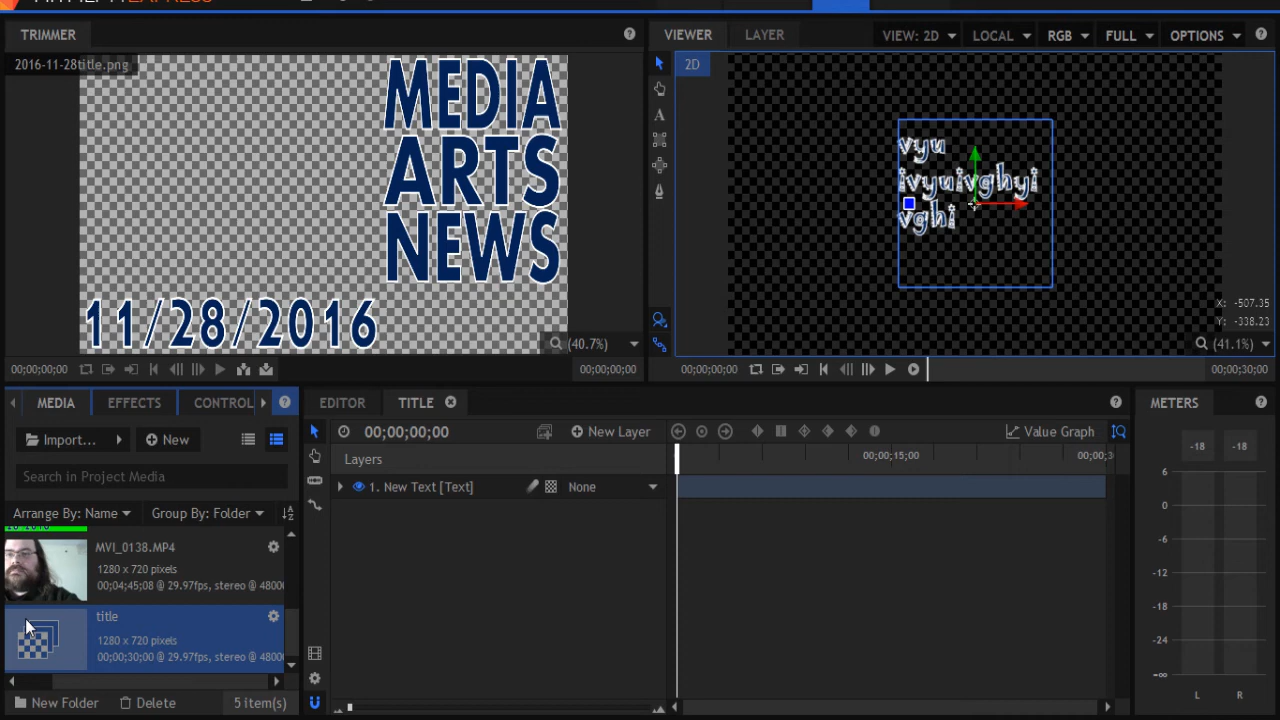 TRIMMER
2016-11-28title.png
MEDIA
ARTS
NEWS
11/28/2016
(40.7%)
00;00;00;00
00;00;00;00
VIEWER
LAYER
VIEW: 2D
LOCAL
RGB
FULL
OPTIONS
2D
vyu
ivyuivghyi
vghi
X: -507.35
Y: -338.23
(41.1%)
00;00;00;00
00;00;30;00
MEDIA
EFFECTS
CONTROL
Import...
New
Search in Project Media
Arrange By: Name
Group By: Folder
MVI_0138.MP4
1280 x 720 pixels
00;04;45;08 @ 29.97fps, stereo @ 4800
title
1280 x 720 pixels
00;00;30;00 @ 29.97fps, stereo @ 4800
New Folder
Delete
5 item(s)
EDITOR
TITLE
00;00;00;00
New Layer
Value Graph
Layers
00;00;15;00
00;00;3
1. New Text [Text]
None
METERS
-18
-18
6
0
-6
-12
-18
-24
-∞
L
R